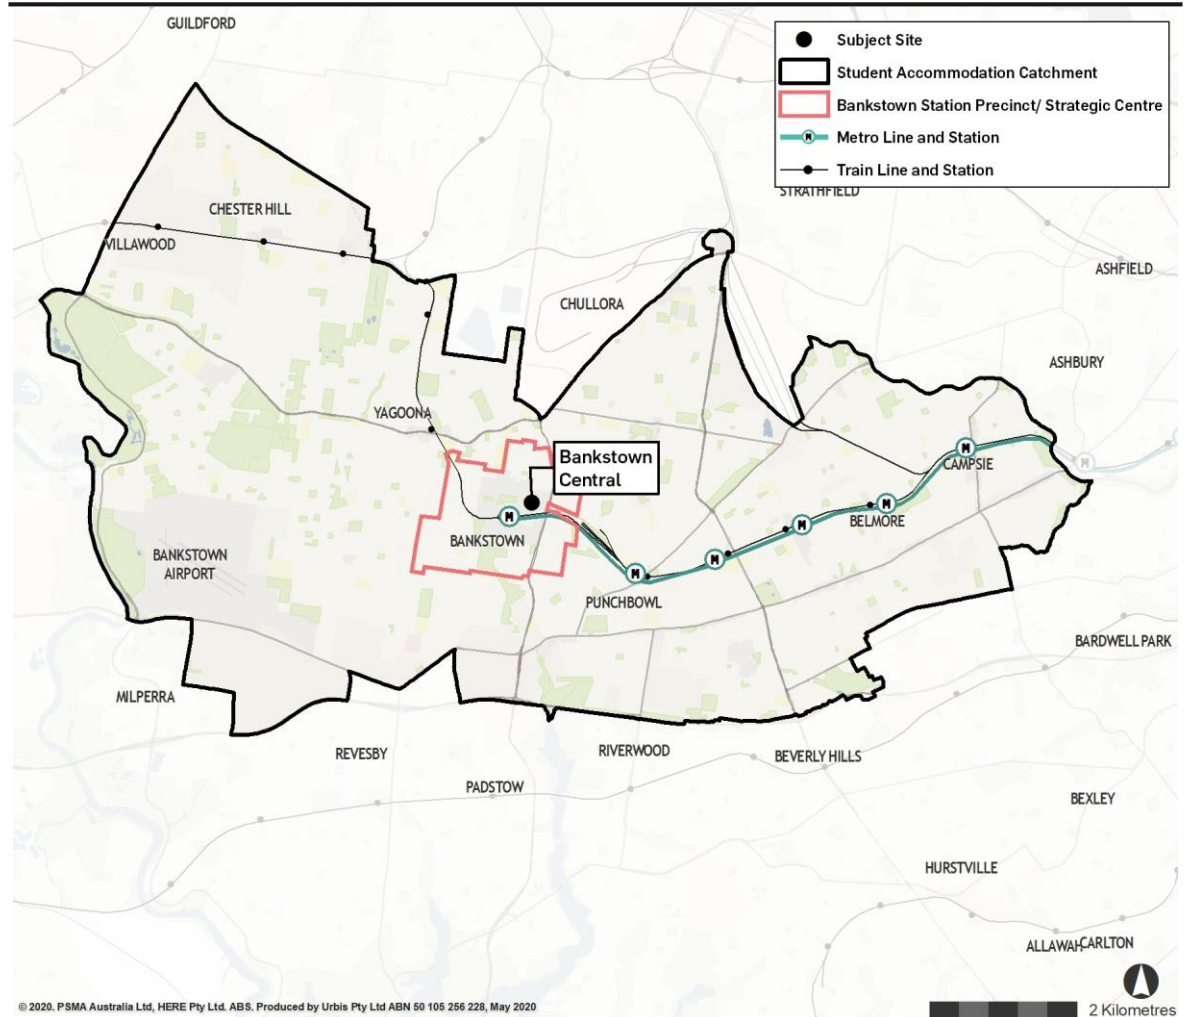 GUILDFORD
Subject Site
Student Accommodation Catchment
Bankstown Station Precinct/ Strategic Centre
M Metro Line and Station
Train Line and Station
STRATHFIELD
CHESTER HILL
VILLAWOOD
ASHFIELD
CHULLORA
ASHBURY
YAGOONA
Bankstown
Central
M
CAMPSIE
M
M
BELMORE
M
M
BANKSTOWN
M
M
BANKSTOWN
AIRPORT
PUNCHBOWL
BARDWELL PARK
MILPERRA
REVESBY
RIVERWOOD
BEVERLY HILLS
PADSTOW
BEXLEY
HURSTVILLE
ALLAWAH
CARLTON
© 2020. PSMA Australia Ltd, HERE Pty Ltd. ABS. Produced by Urbis Pty Ltd ABN 50 105 256 228, May 2020
2 Kilometres